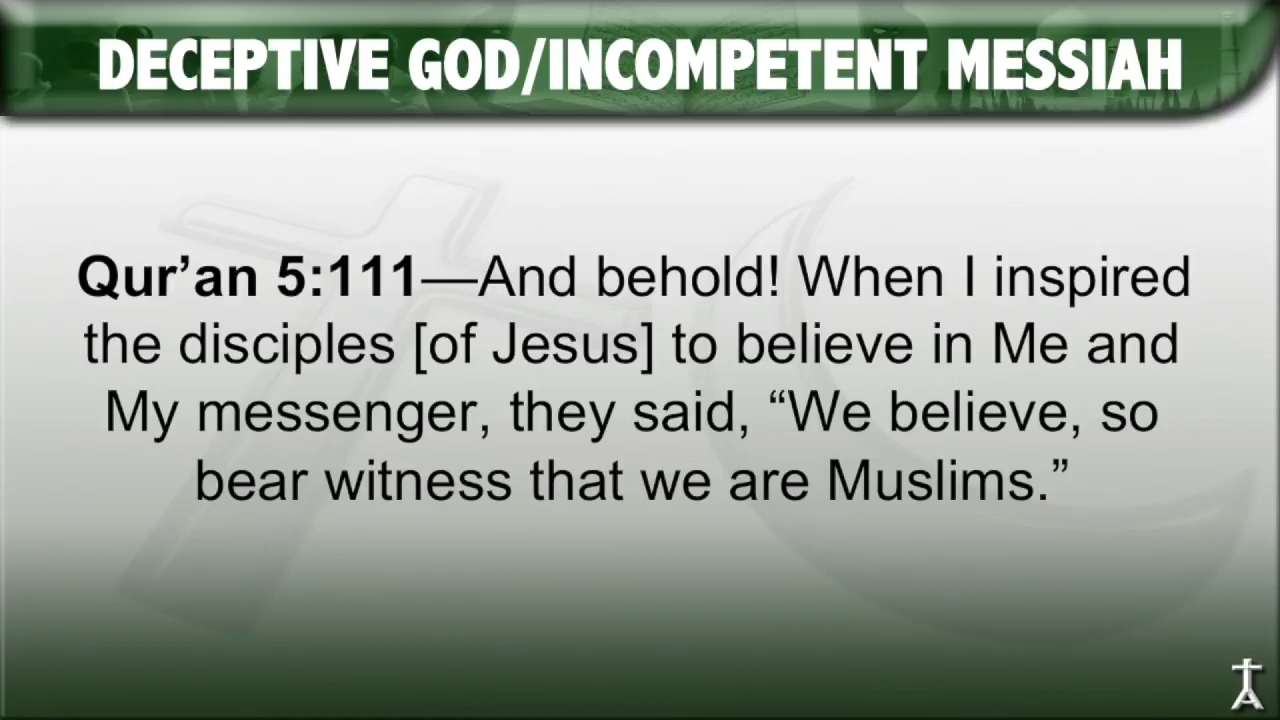 DECEPTIVE GOD/INCOMPETENT MESSIAH
Qur’an 5:111—And behold! When I inspired
the disciples [of Jesus] to believe in Me and
My messenger, they said, “We believe, so
bear witness that we are Muslims.”